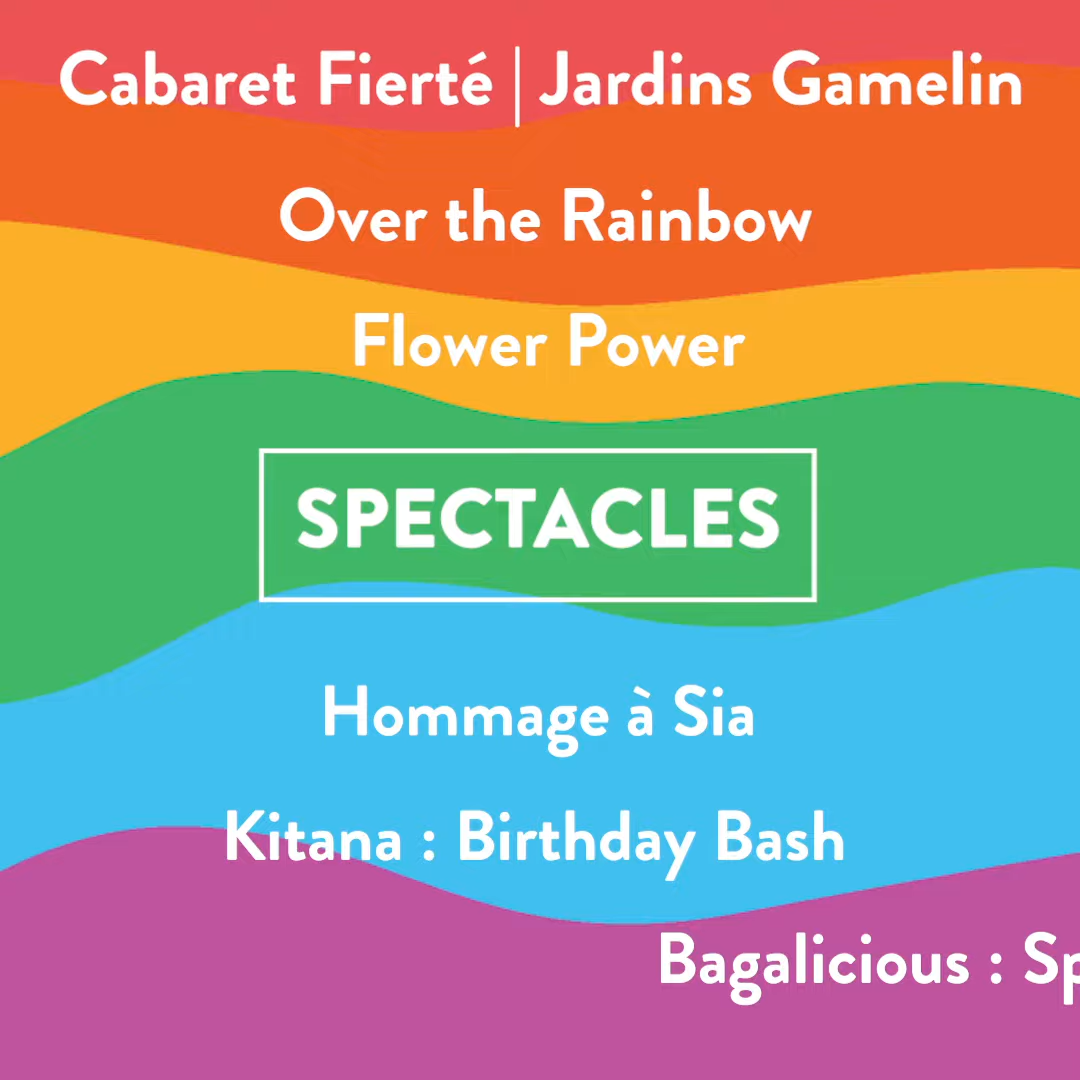 Cabaret Fierté | Jardins Gamelin
Over the Rainbow
Flower Power
SPECTACLES
Hommage à Sia
Kitana : Birthday Bash
Bagalicious :